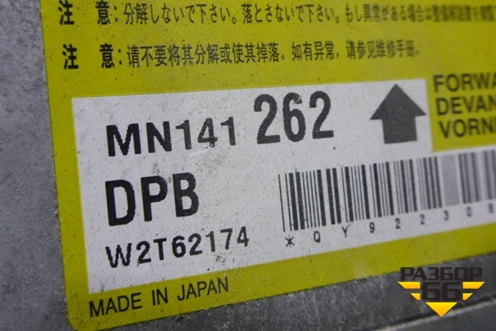 注 意:分解しないで下さい。落とさないで下さい。もし異常がある場合は整備解説書を
注 意:请不要将其分解或使其掉落。如有异常，请参见维修手册.
FORWA
DEVAN
VORNE
MN141 262
DPB
W2T62174
*QY922308
MADE IN JAPAN
РАЗБОР
66